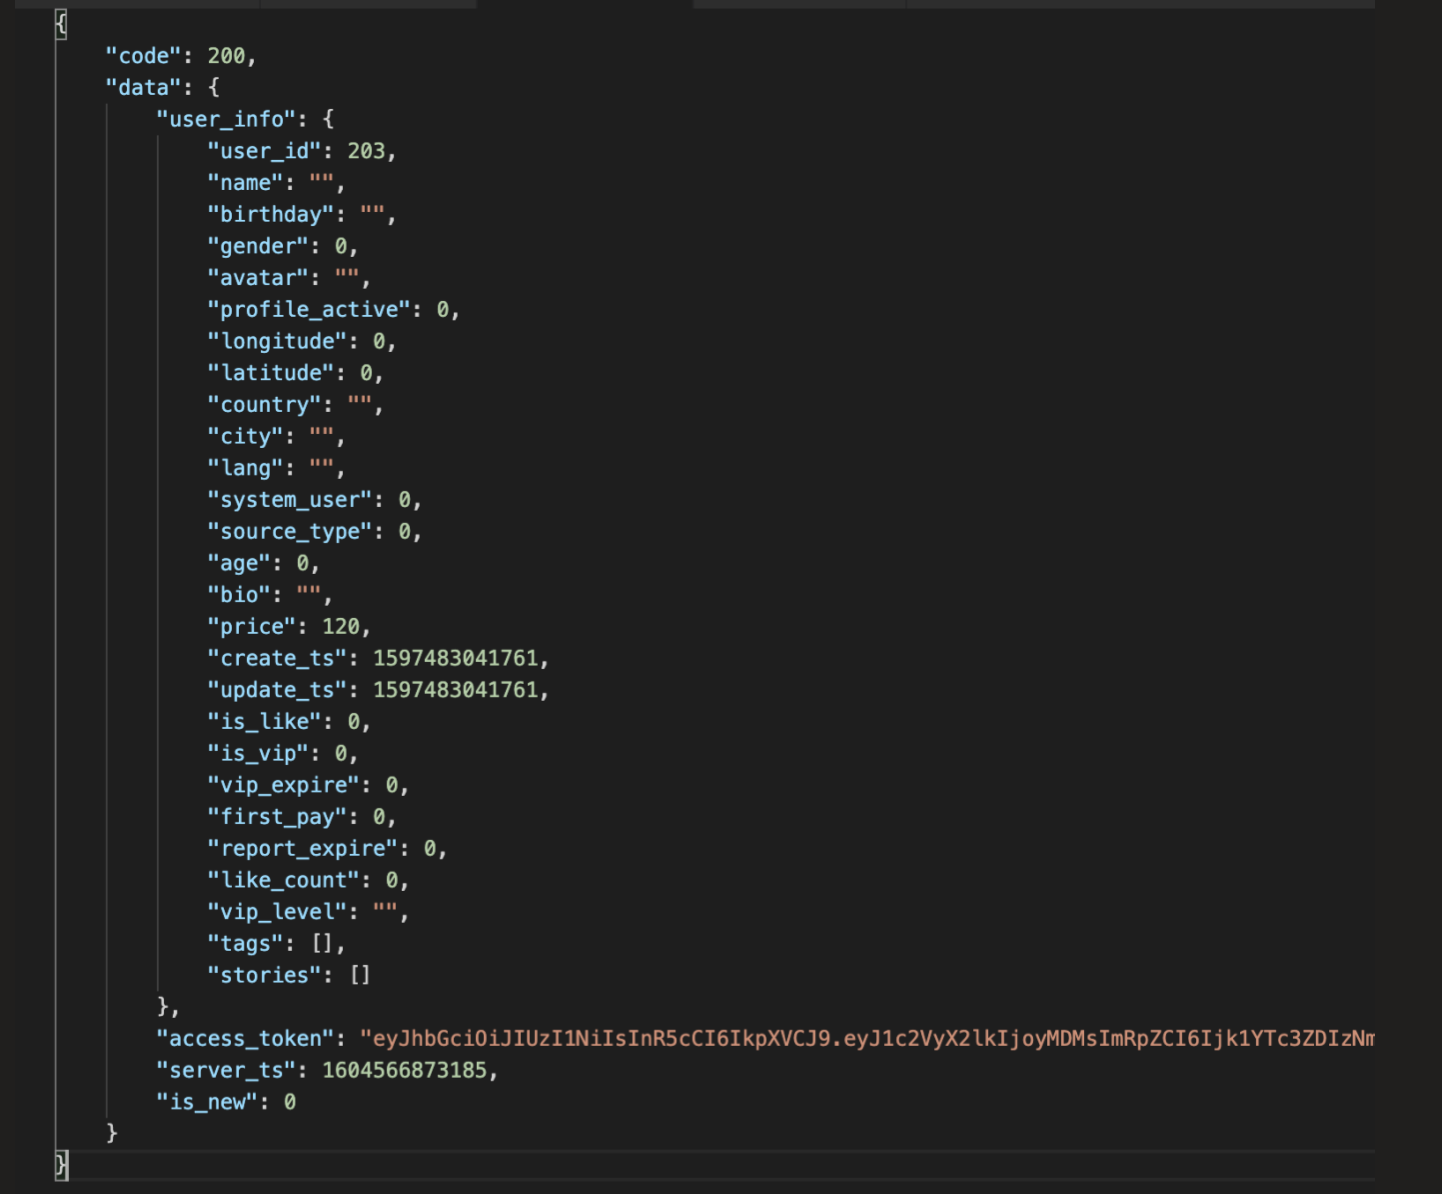 {
"code": 200,
"data": {
"user_info": {
"user_id": 203,
"name": "",
"birthday": "",
"gender": 0,
"avatar": "",
"profile_active": 0,
"longitude": 0,
"latitude": 0,
"country": "",
"city": "",
"lang": "",
"system_user": 0,
"source_type": 0,
"age": 0,
"bio": "",
"price": 120,
"create_ts": 1597483041761,
"update_ts": 1597483041761,
"is_like": 0,
"is_vip": 0,
"vip_expire": 0,
"first_pay": 0,
"report_expire": 0,
"like_count": 0,
"vip_level": "",
"tags": [],
"stories": []
},
"access_token": "eyJhbGciOiJIUzI1NiIsInR5cCI6IkpXVCJ9.eyJ1c2VyX2lkIjoyMDMsImRpZCI6Ijk1YTc3ZDIzNm
"server_ts": 1604566873185,
"is_new": 0
}
}